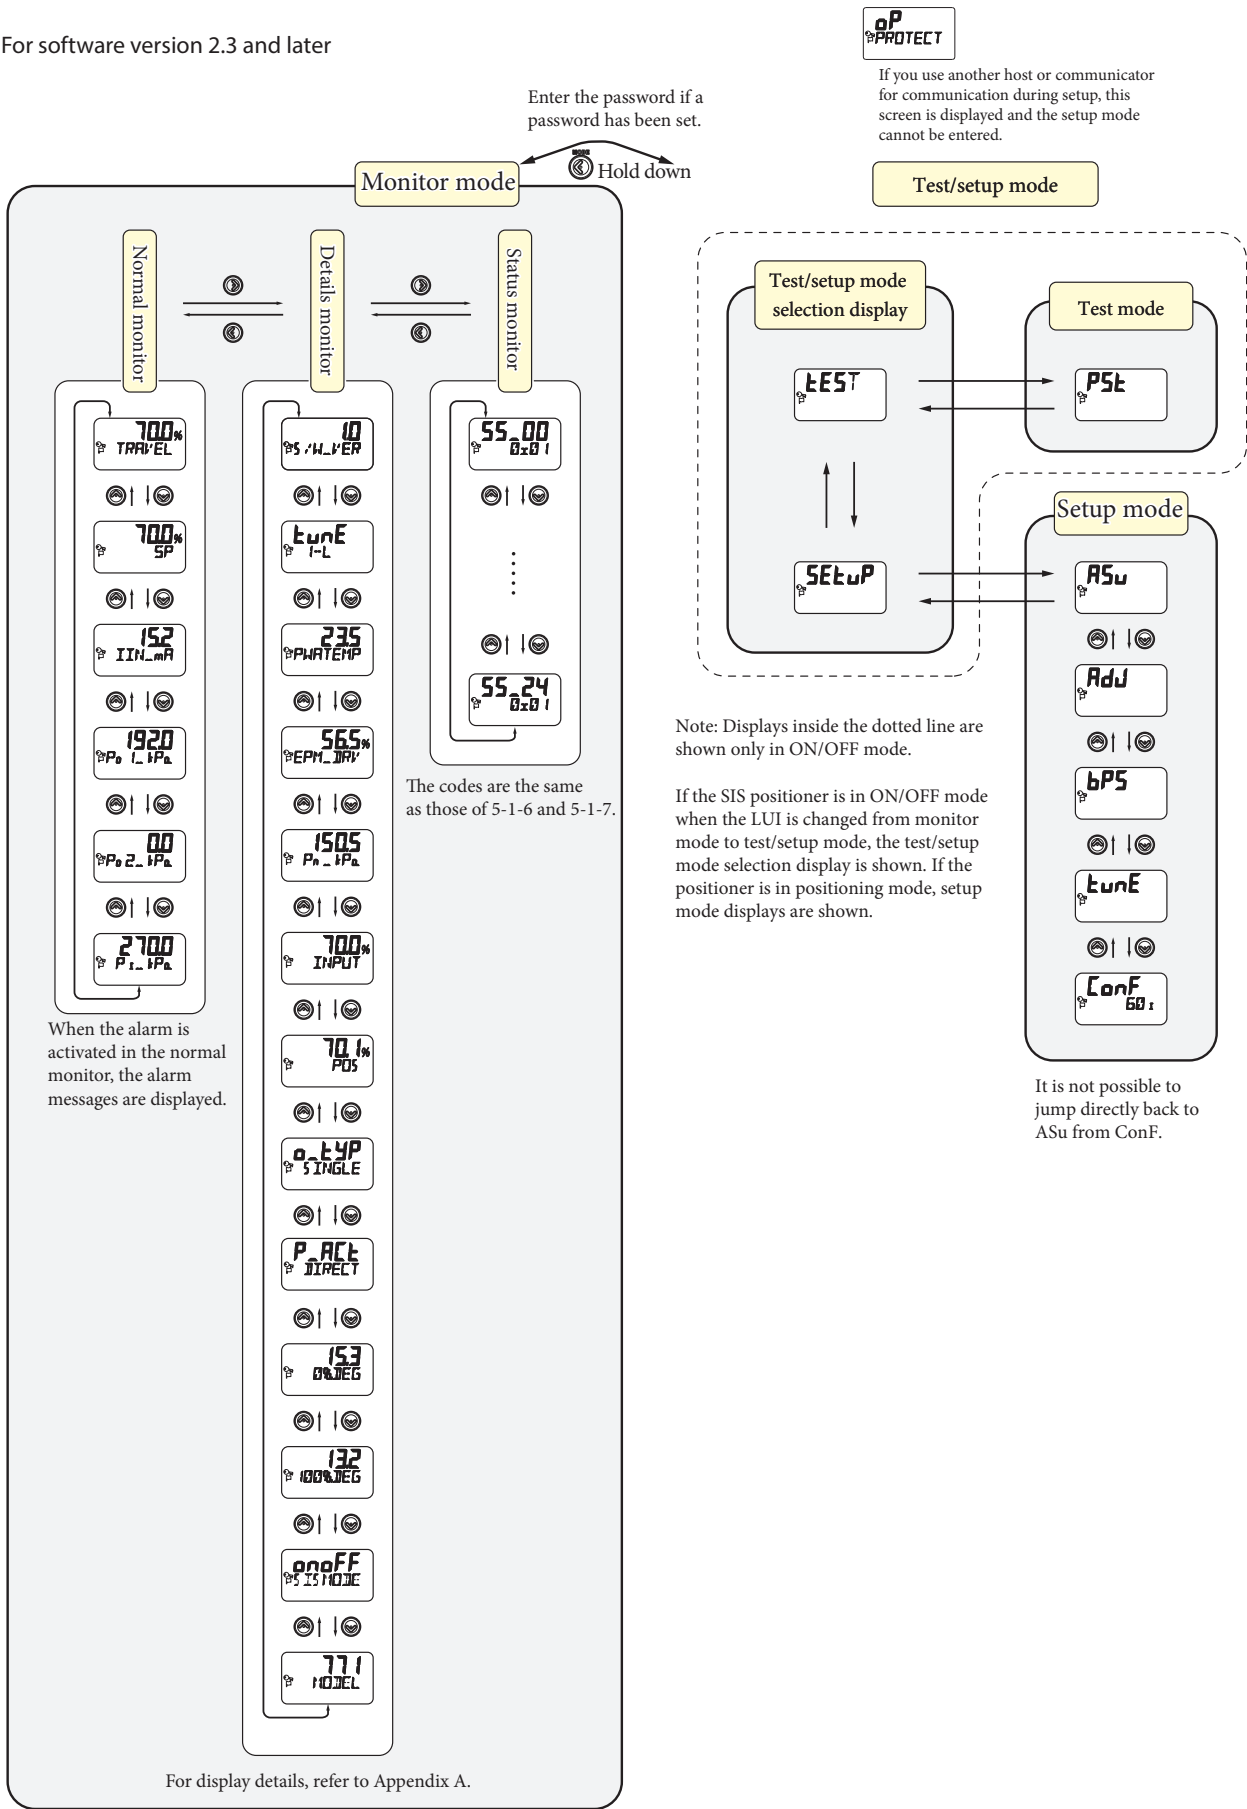 For software version 2.3 and later
oP
PROTECT
If you use another host or communicator
for communication during setup, this
screen is displayed and the setup mode
cannot be entered.
Enter the password if a
password has been set.
MODE
Hold down
Monitor mode
Normal monitor
Details monitor
Status monitor
70.0%
TRAVEL
70.0%
SP
15.2
IIN_mA
192.0
Po1_kPa
0.0
Po2_kPa
270.0
Ps_kPa
When the alarm is
activated in the normal
monitor, the alarm
messages are displayed.
1.0
S/W_VER
tunE
1-L
23.5
PWATEMP
56.5%
EPM_DRV
150.5
Pn_kPa
70.0%
INPUT
70.1%
POS
o_tYP
SINGLE
P_ACt
DIRECT
15.3
0%DEG
13.2
100%DEG
onoFF
SISMODE
771
MODEL
SS_00
0x01
SS_24
0x01
The codes are the same
as those of 5-1-6 and 5-1-7.
For display details, refer to Appendix A.
Test/setup mode
Test/setup mode
selection display
tEST
SEtuP
Test mode
PSt
Setup mode
ASu
AdJ
bPS
tunE
ConF
60s
It is not possible to
jump directly back to
ASu from ConF.
Note: Displays inside the dotted line are
shown only in ON/OFF mode.
If the SIS positioner is in ON/OFF mode
when the LUI is changed from monitor
mode to test/setup mode, the test/setup
mode selection display is shown. If the
positioner is in positioning mode, setup
mode displays are shown.